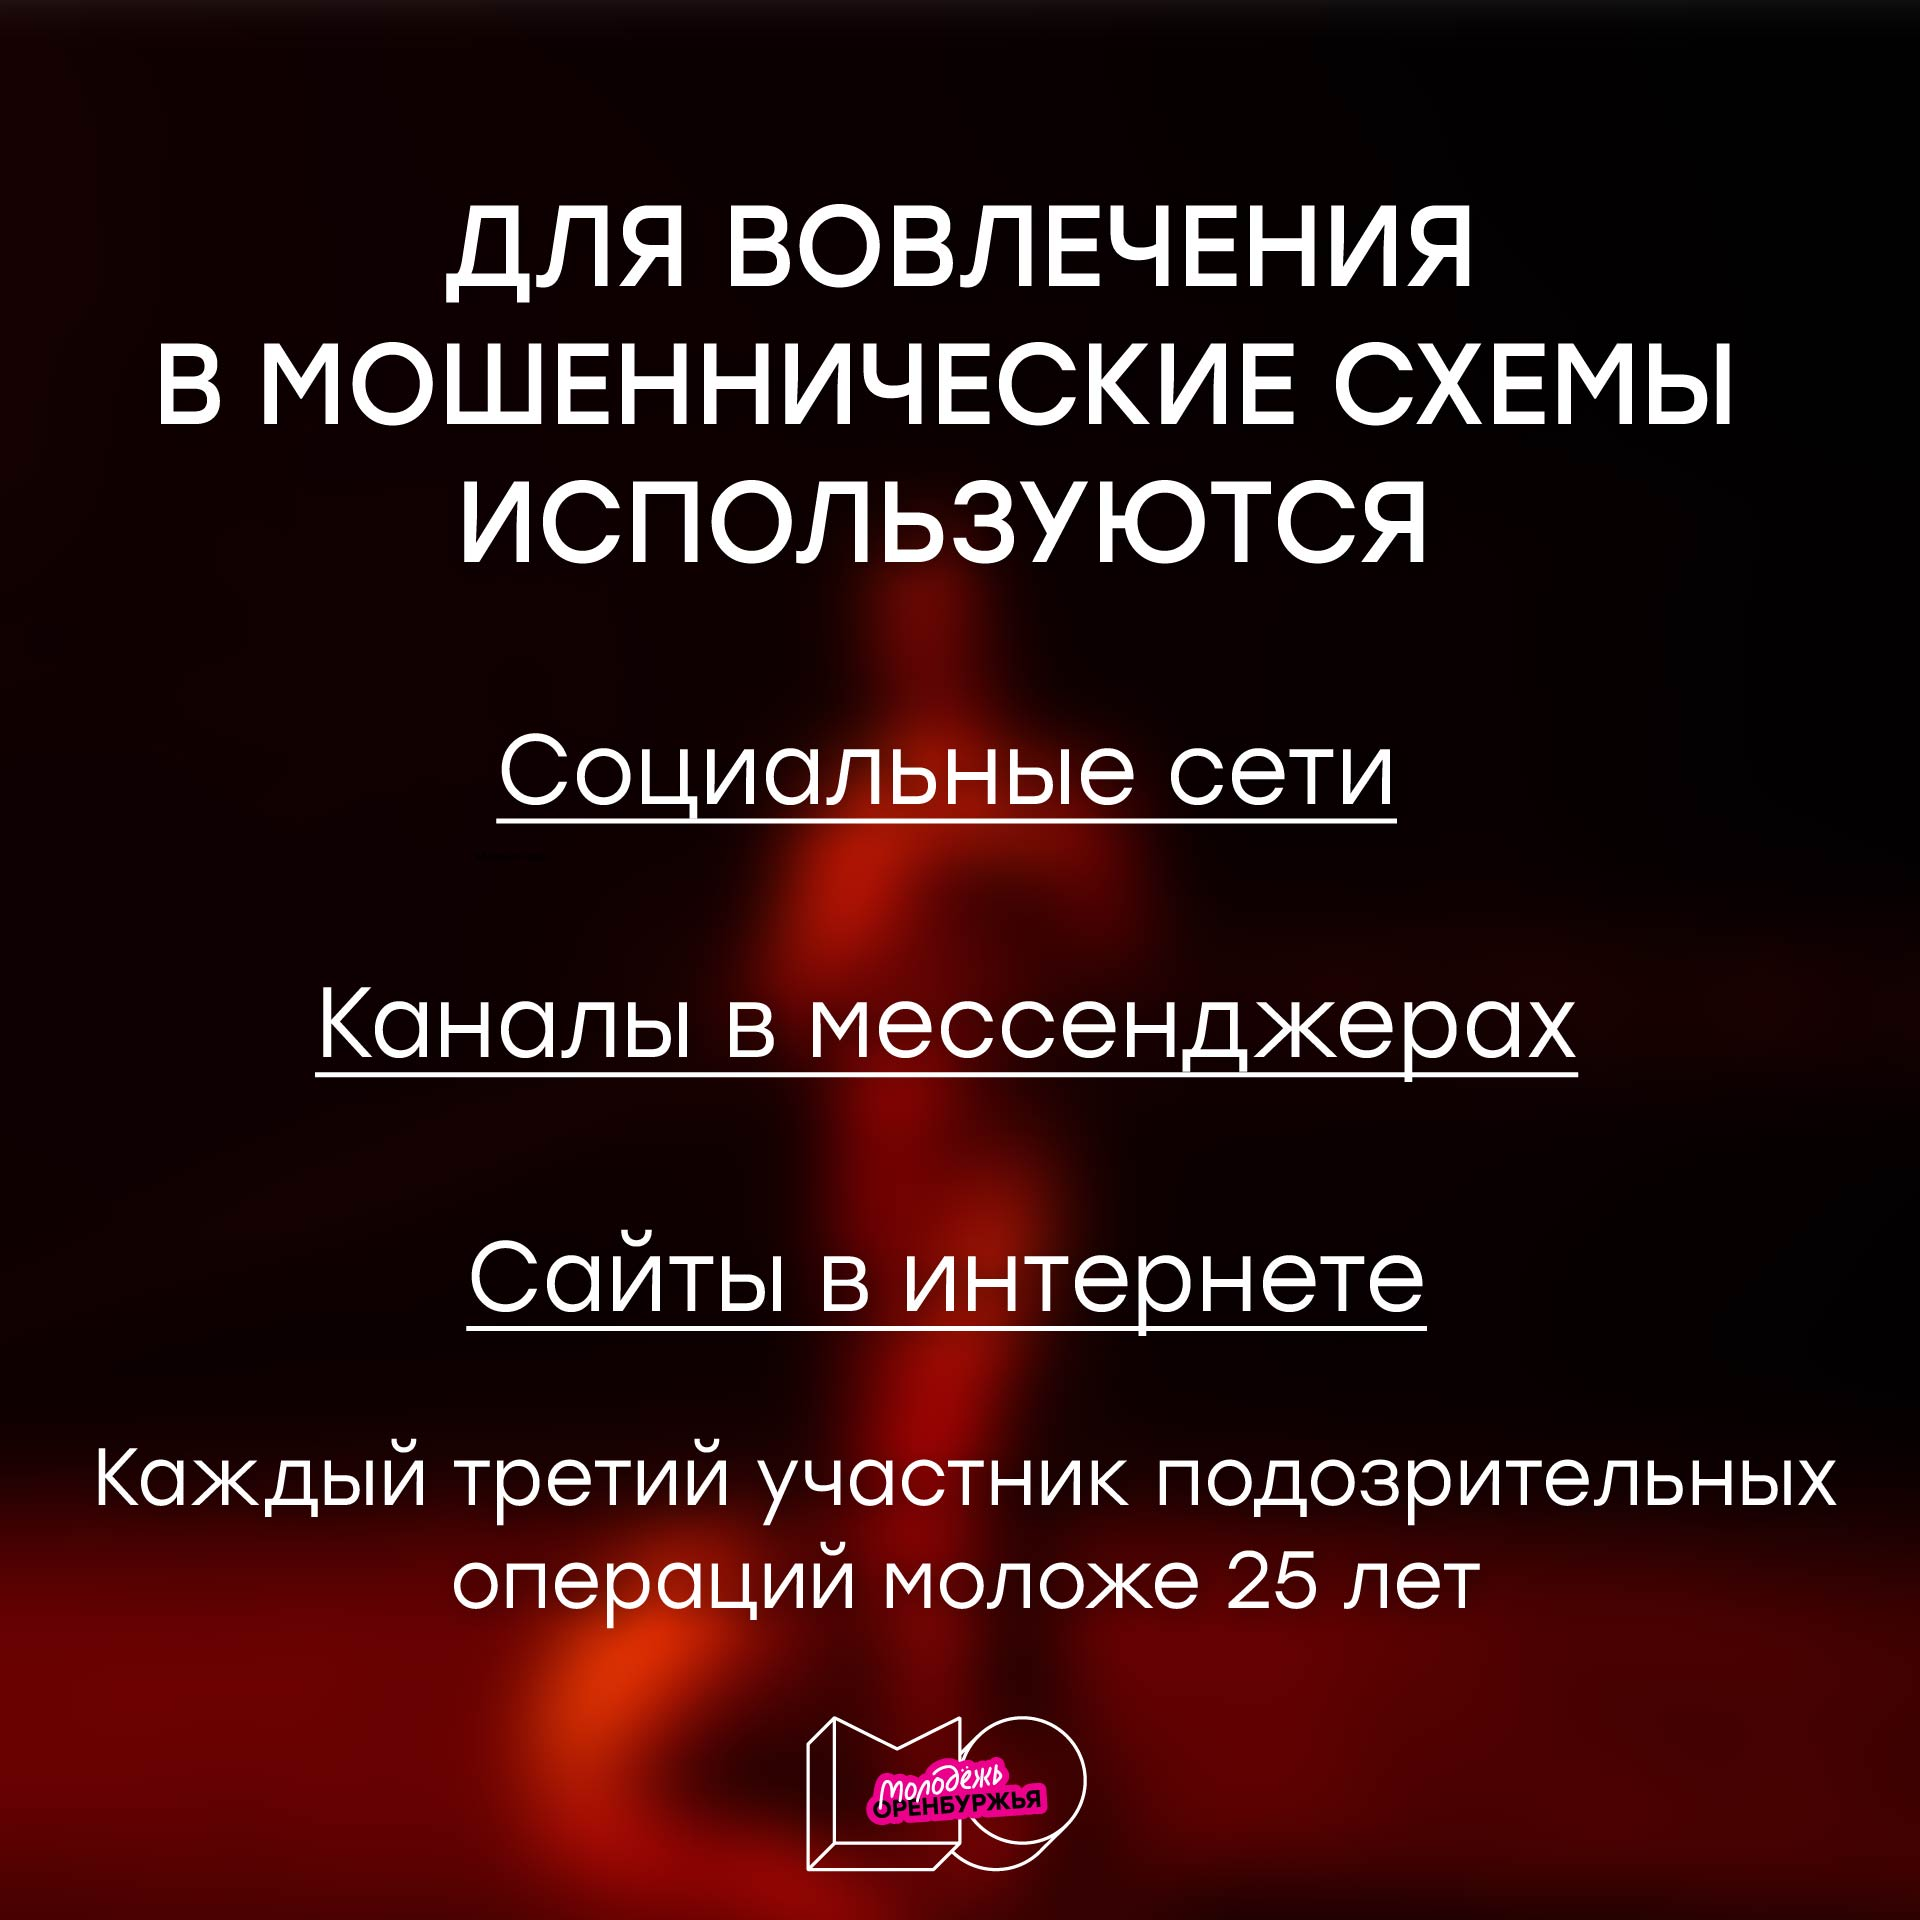 ДЛЯ ВОВЛЕЧЕНИЯ
В МОШЕННИЧЕСКИЕ СХЕМЫ
ИСПОЛЬЗУЮТСЯ
Социальные сети
Каналы в мессенджерах
Сайты в интернете
Каждый третий участник подозрительных
операций моложе 25 лет
Молодёжь
ОРЕНБУРЖЬЯ